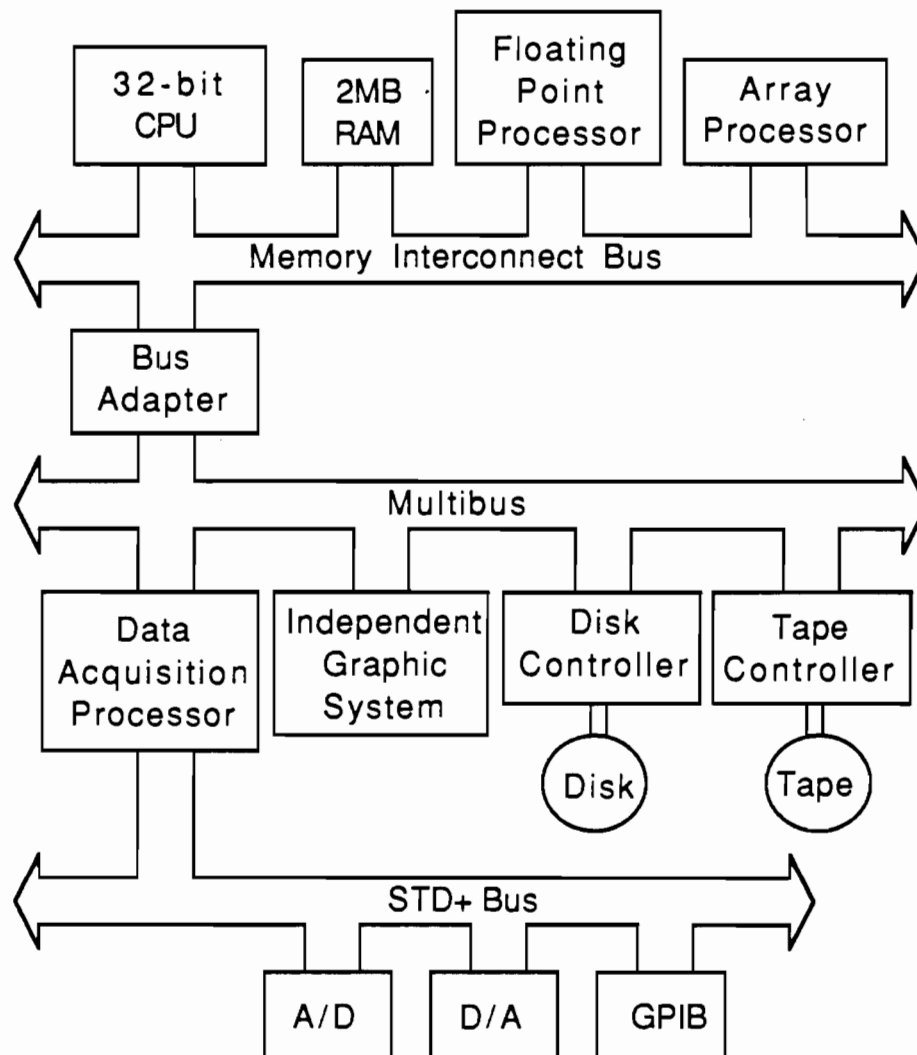 32-bit
CPU
2MB
RAM
Floating
Point
Processor
Array
Processor
Memory Interconnect Bus
Bus
Adapter
Multibus
Data
Acquisition
Processor
Independent
Graphic
System
Disk
Controller
Tape
Controller
Disk
Tape
STD+ Bus
A/D
D/A
GPIB